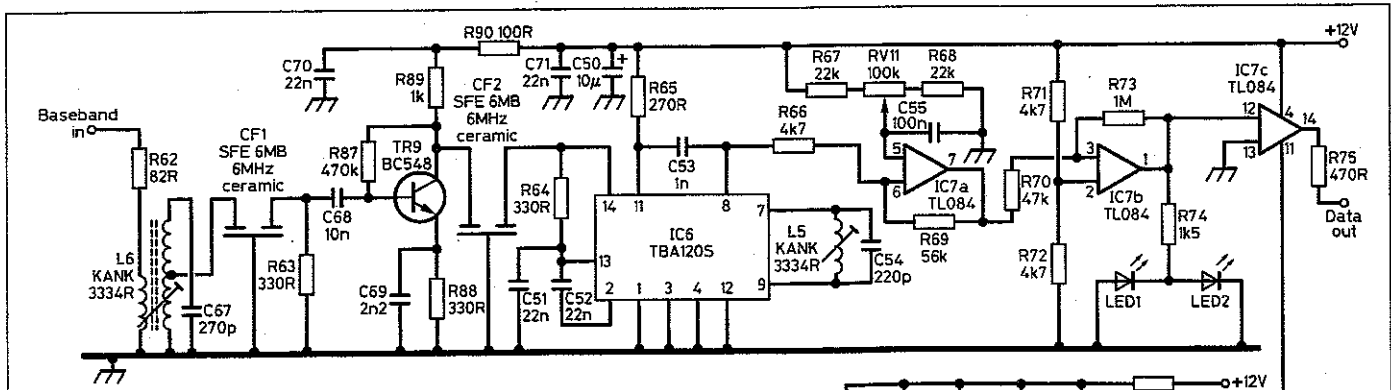 R90 100R
+12V
C70
22n
R89
1k
C71
22n
C50
10µ
+
R65
270R
R67
22k
RV11
100k
R68
22k
R71
4k7
R73
1M
IC7c
TL084
Baseband
in
R62
82R
CF1
SFE 6MB
6MHz
ceramic
R87
470k
TR9
BC548
CF2
SFE 6MB
6MHz
ceramic
C53
1n
R66
4k7
C55
100n
5
6
7
IC7a
TL084
R70
47k
3
2
1
IC7b
TL084
12
13
4
14
11
R75
470R
Data
out
C68
10n
R64
330R
14
11
8
IC6
TBA120S
7
9
13
2
1
3
4
12
L5
KANK
3334R
C54
220p
R69
56k
R72
4k7
R74
1k5
LED1
LED2
L6
KANK
3334R
C67
270p
R63
330R
C69
2n2
R88
330R
C51
22n
C52
22n
+12V